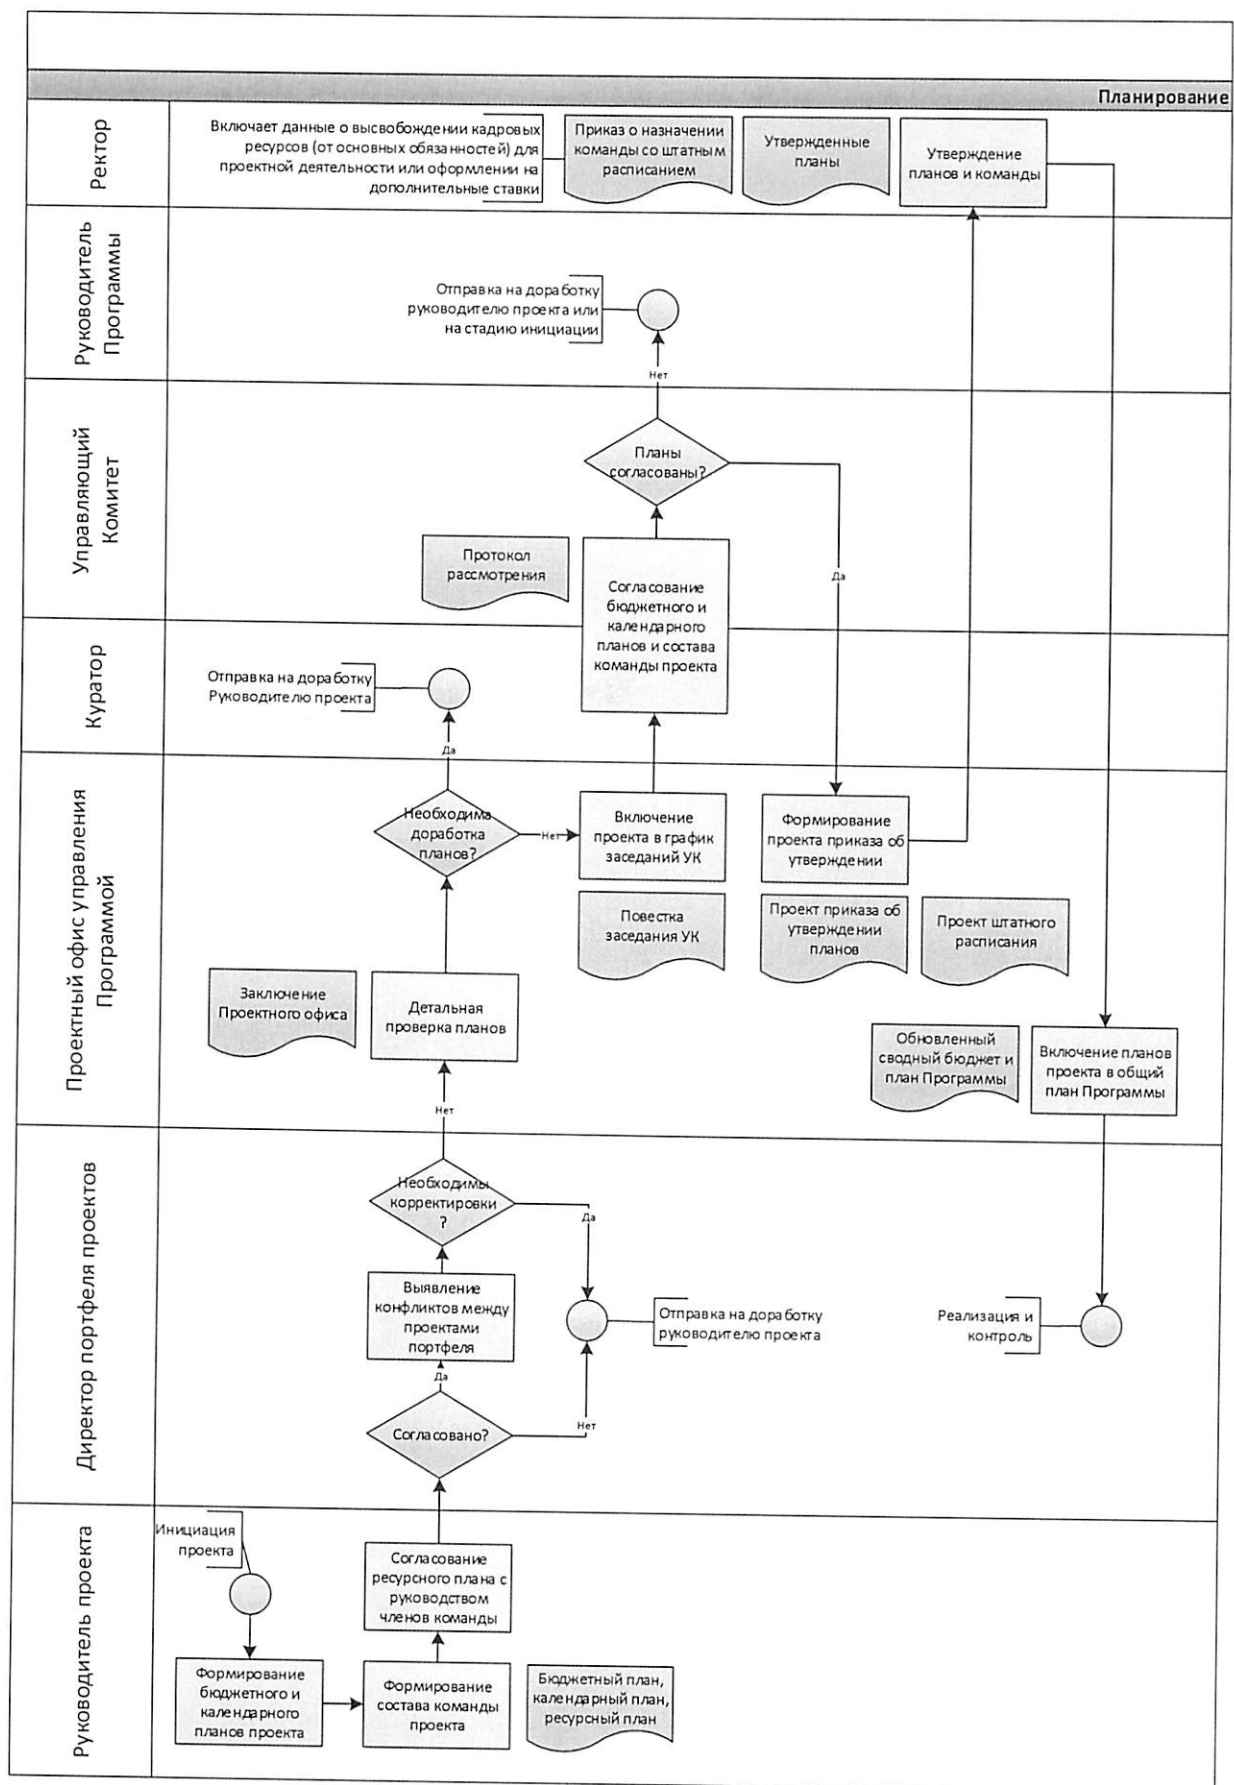 Планирование
Ректор
Включает данные о высвобождении кадровых
ресурсов (от основных обязанностей) для
проектной деятельности или оформлении на
дополнительные ставки
Приказ о назначении
команды со штатным
расписанием
Утвержденные
планы
Утверждение
планов и команды
Руководитель
Программы
Отправка на доработку
руководителю проекта или
на стадию инициации
Нет
Управляющий
Комитет
Планы
согласованы?
Да
Протокол
рассмотрения
Согласование
бюджетного и
календарного
планов и состава
команды проекта
Куратор
Отправка на доработку
Руководителю проекта
Да
Проектный офис управления
Программой
Необходима
доработка
планов?
Нет
Включение
проекта в график
заседаний УК
Формирование
проекта приказа об
утверждении
Повестка
заседания УК
Проект приказа об
утверждении
планов
Проект штатного
расписания
Заключение
Проектного офиса
Детальная
проверка планов
Обновленный
сводный бюджет и
план Программы
Включение планов
проекта в общий
план Программы
Нет
Директор портфеля проектов
Необходимы
корректировки
?
Да
Выявление
конфликтов между
проектами
портфеля
Отправка на доработку
руководителю проекта
Реализация и
контроль
Да
Согласовано?
Нет
Руководитель проекта
Инициация
проекта
Согласование
ресурсного плана с
руководством
членов команды
Формирование
бюджетного и
календарного
планов проекта
Формирование
состава команды
проекта
Бюджетный план,
календарный план,
ресурсный план